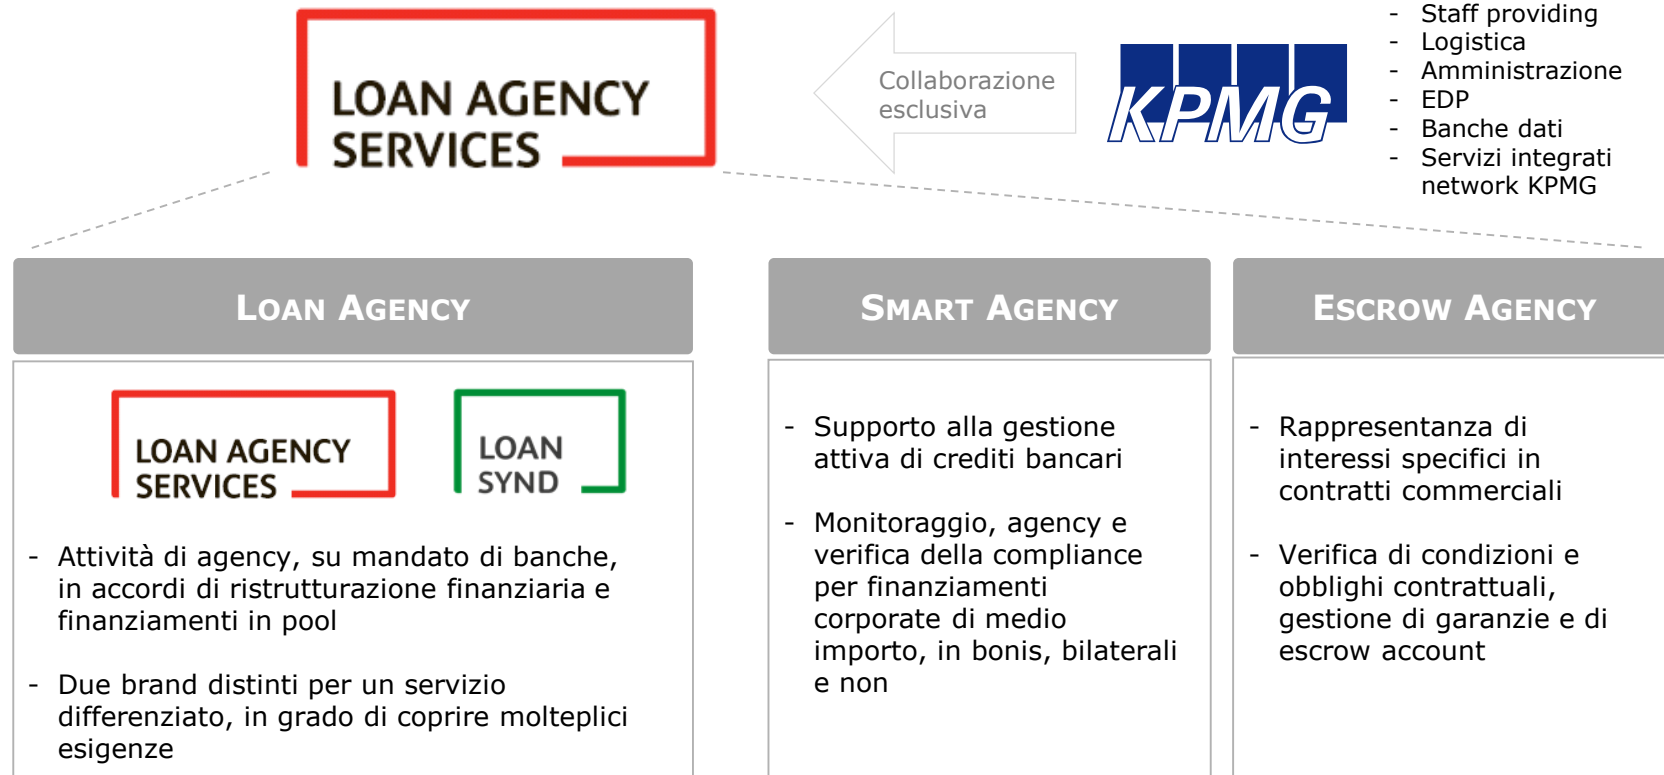 LOAN AGENCY
SERVICES
Collaborazione
esclusiva
KPMG
- Staff providing
- Logistica
- Amministrazione
- EDP
- Banche dati
- Servizi integrati
network KPMG
LOAN AGENCY
LOAN AGENCY
SERVICES
LOAN
SYND
- Attività di agency, su mandato di banche,
in accordi di ristrutturazione finanziaria e
finanziamenti in pool
- Due brand distinti per un servizio
differenziato, in grado di coprire molteplici
esigenze
SMART AGENCY
- Supporto alla gestione
attiva di crediti bancari
- Monitoraggio, agency e
verifica della compliance
per finanziamenti
corporate di medio
importo, in bonis, bilaterali
e non
ESCROW AGENCY
- Rappresentanza di
interessi specifici in
contratti commerciali
- Verifica di condizioni e
obblighi contrattuali,
gestione di garanzie e di
escrow account